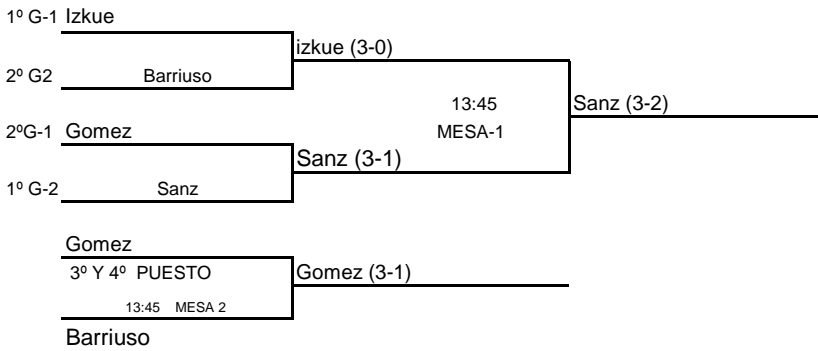 1º G-1 Izkue
izkue (3-0)
2º G2 Barriuso
13:45
Sanz (3-2)
2ºG-1 Gomez
MESA-1
Sanz (3-1)
1º G-2 Sanz
Gomez
3º Y 4º PUESTO
Gomez (3-1)
13:45 MESA 2
Barriuso